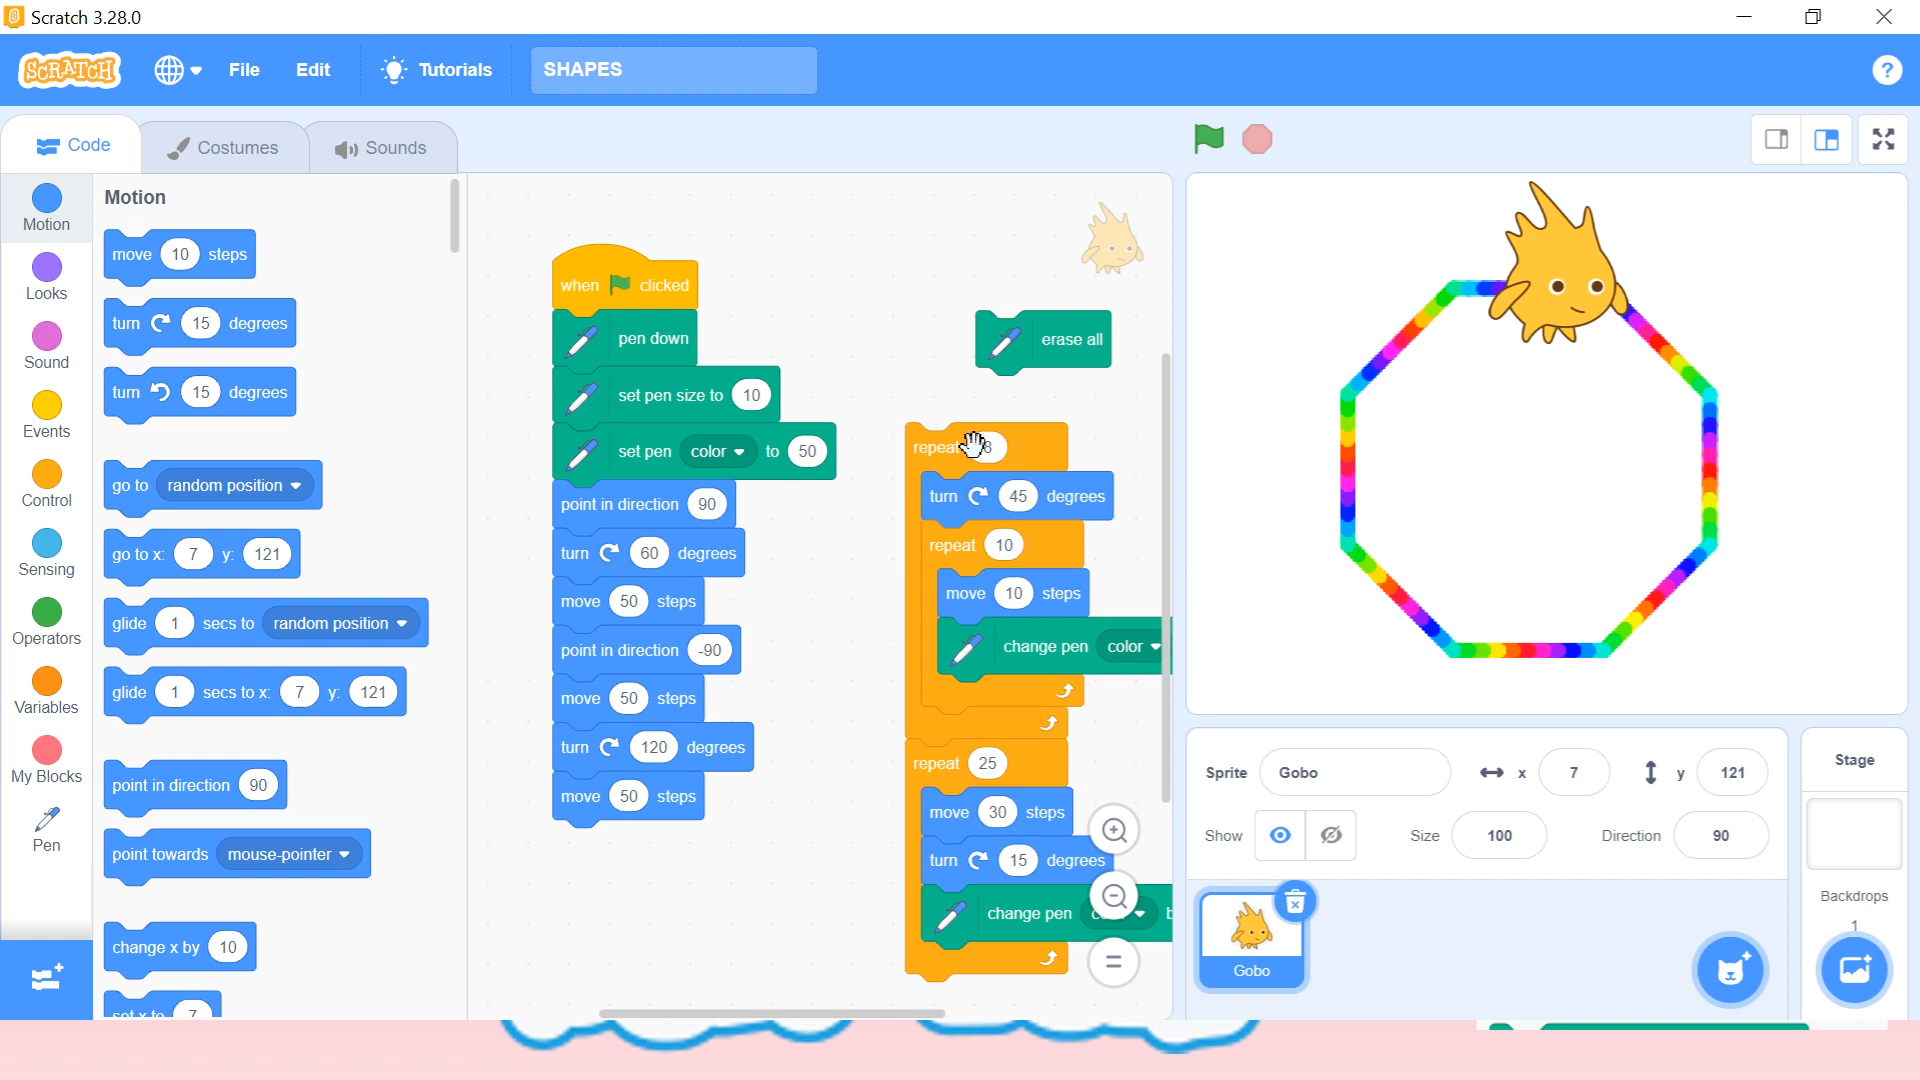 Scratch 3.28.0
SCRATCH
File
Edit
Tutorials
SHAPES
?
Code
Costumes
Sounds
Motion
Looks
Sound
Events
Control
Sensing
Operators
Variables
My Blocks
Pen
Motion
move 10 steps
turn 15 degrees
turn 15 degrees
go to random position
go to x: 7 y: 121
glide 1 secs to random position
glide 1 secs to x: 7 y: 121
point in direction 90
point towards mouse-pointer
change x by 10
set x to 7
when clicked
pen down
set pen size to 10
set pen color to 50
point in direction 90
turn 60 degrees
move 50 steps
point in direction -90
move 50 steps
turn 120 degrees
move 50 steps
erase all
repeat 8
turn 45 degrees
repeat 10
move 10 steps
change pen color
repeat 25
move 30 steps
turn 15 degrees
change pen
Sprite Gobo x 7 y 121
Show Size 100 Direction 90
Gobo
Stage
Backdrops
1